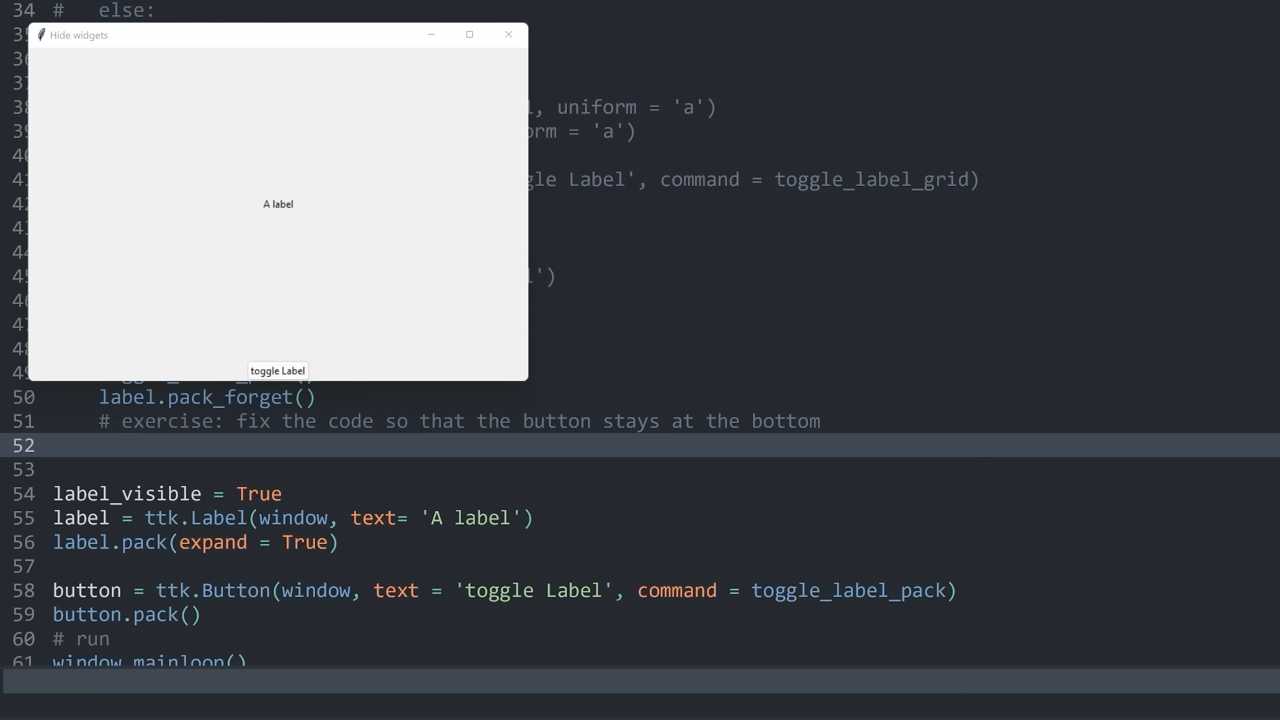 34 #   else:
Hide widgets
uniform = 'a')
= 'a')
Label', command = toggle_label_grid)
')
A label
toggle Label
50     label.pack_forget()
51     # exercise: fix the code so that the button stays at the bottom
52
53
54 label_visible = True
55 label = ttk.Label(window, text= 'A label')
56 label.pack(expand = True)
57
58 button = ttk.Button(window, text = 'toggle Label', command = toggle_label_pack)
59 button.pack()
60 # run
61 window.mainloop()